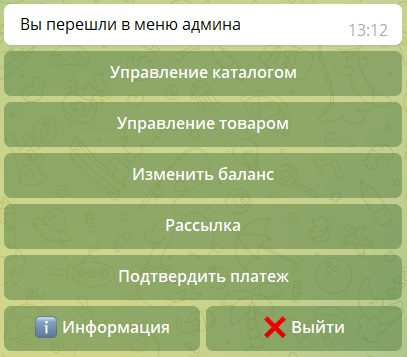 Вы перешли в меню админа
13:12
Управление каталогом
Управление товаром
Изменить баланс
Рассылка
Подтвердить платеж
Информация
Выйти